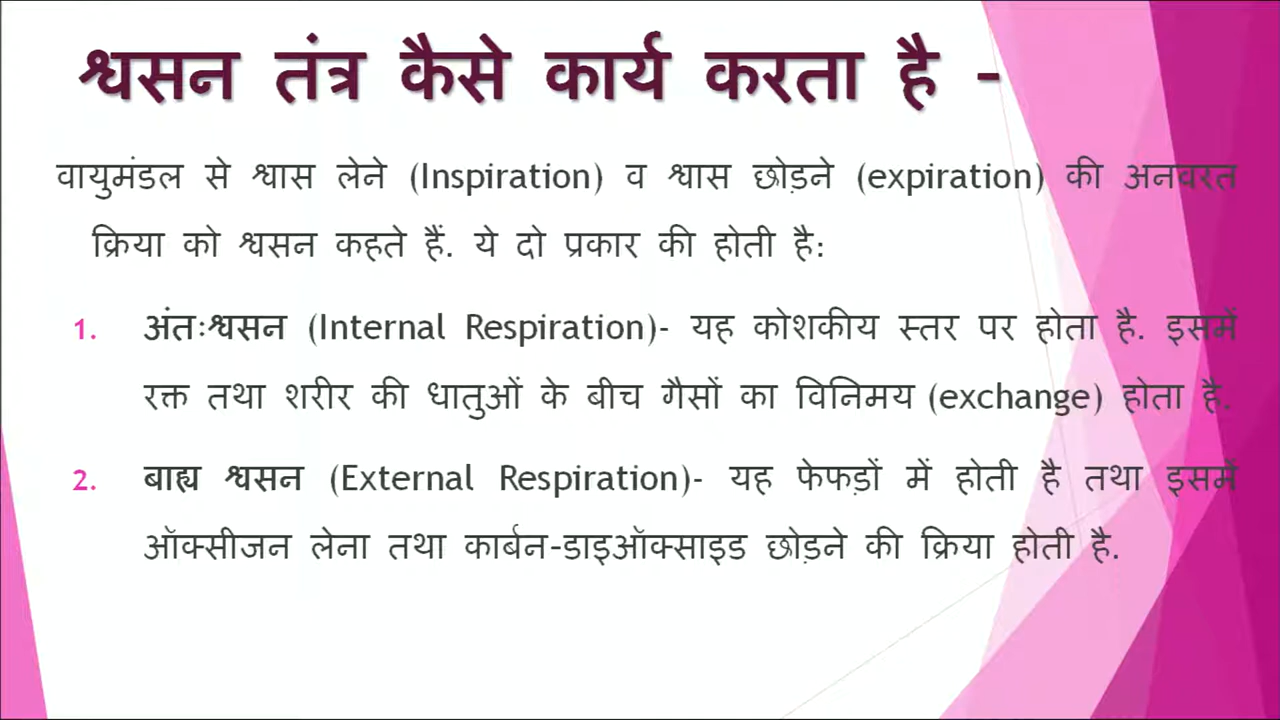 श्वसन तंत्र कैसे कार्य करता है -
वायुमंडल से श्वास लेने (Inspiration) व श्वास छोड़ने (expiration) की अनवरत
क्रिया को श्वसन कहते हैं. ये दो प्रकार की होती है:
1. अंतःश्वसन (Internal Respiration)- यह कोशकीय स्तर पर होता है. इसमें
रक्त तथा शरीर की धातुओं के बीच गैसों का विनिमय (exchange) होता है.
2. बाह्य श्वसन (External Respiration)- यह फेफड़ों में होती है तथा इसमें
ऑक्सीजन लेना तथा कार्बन-डाइऑक्साइड छोड़ने की क्रिया होती है.